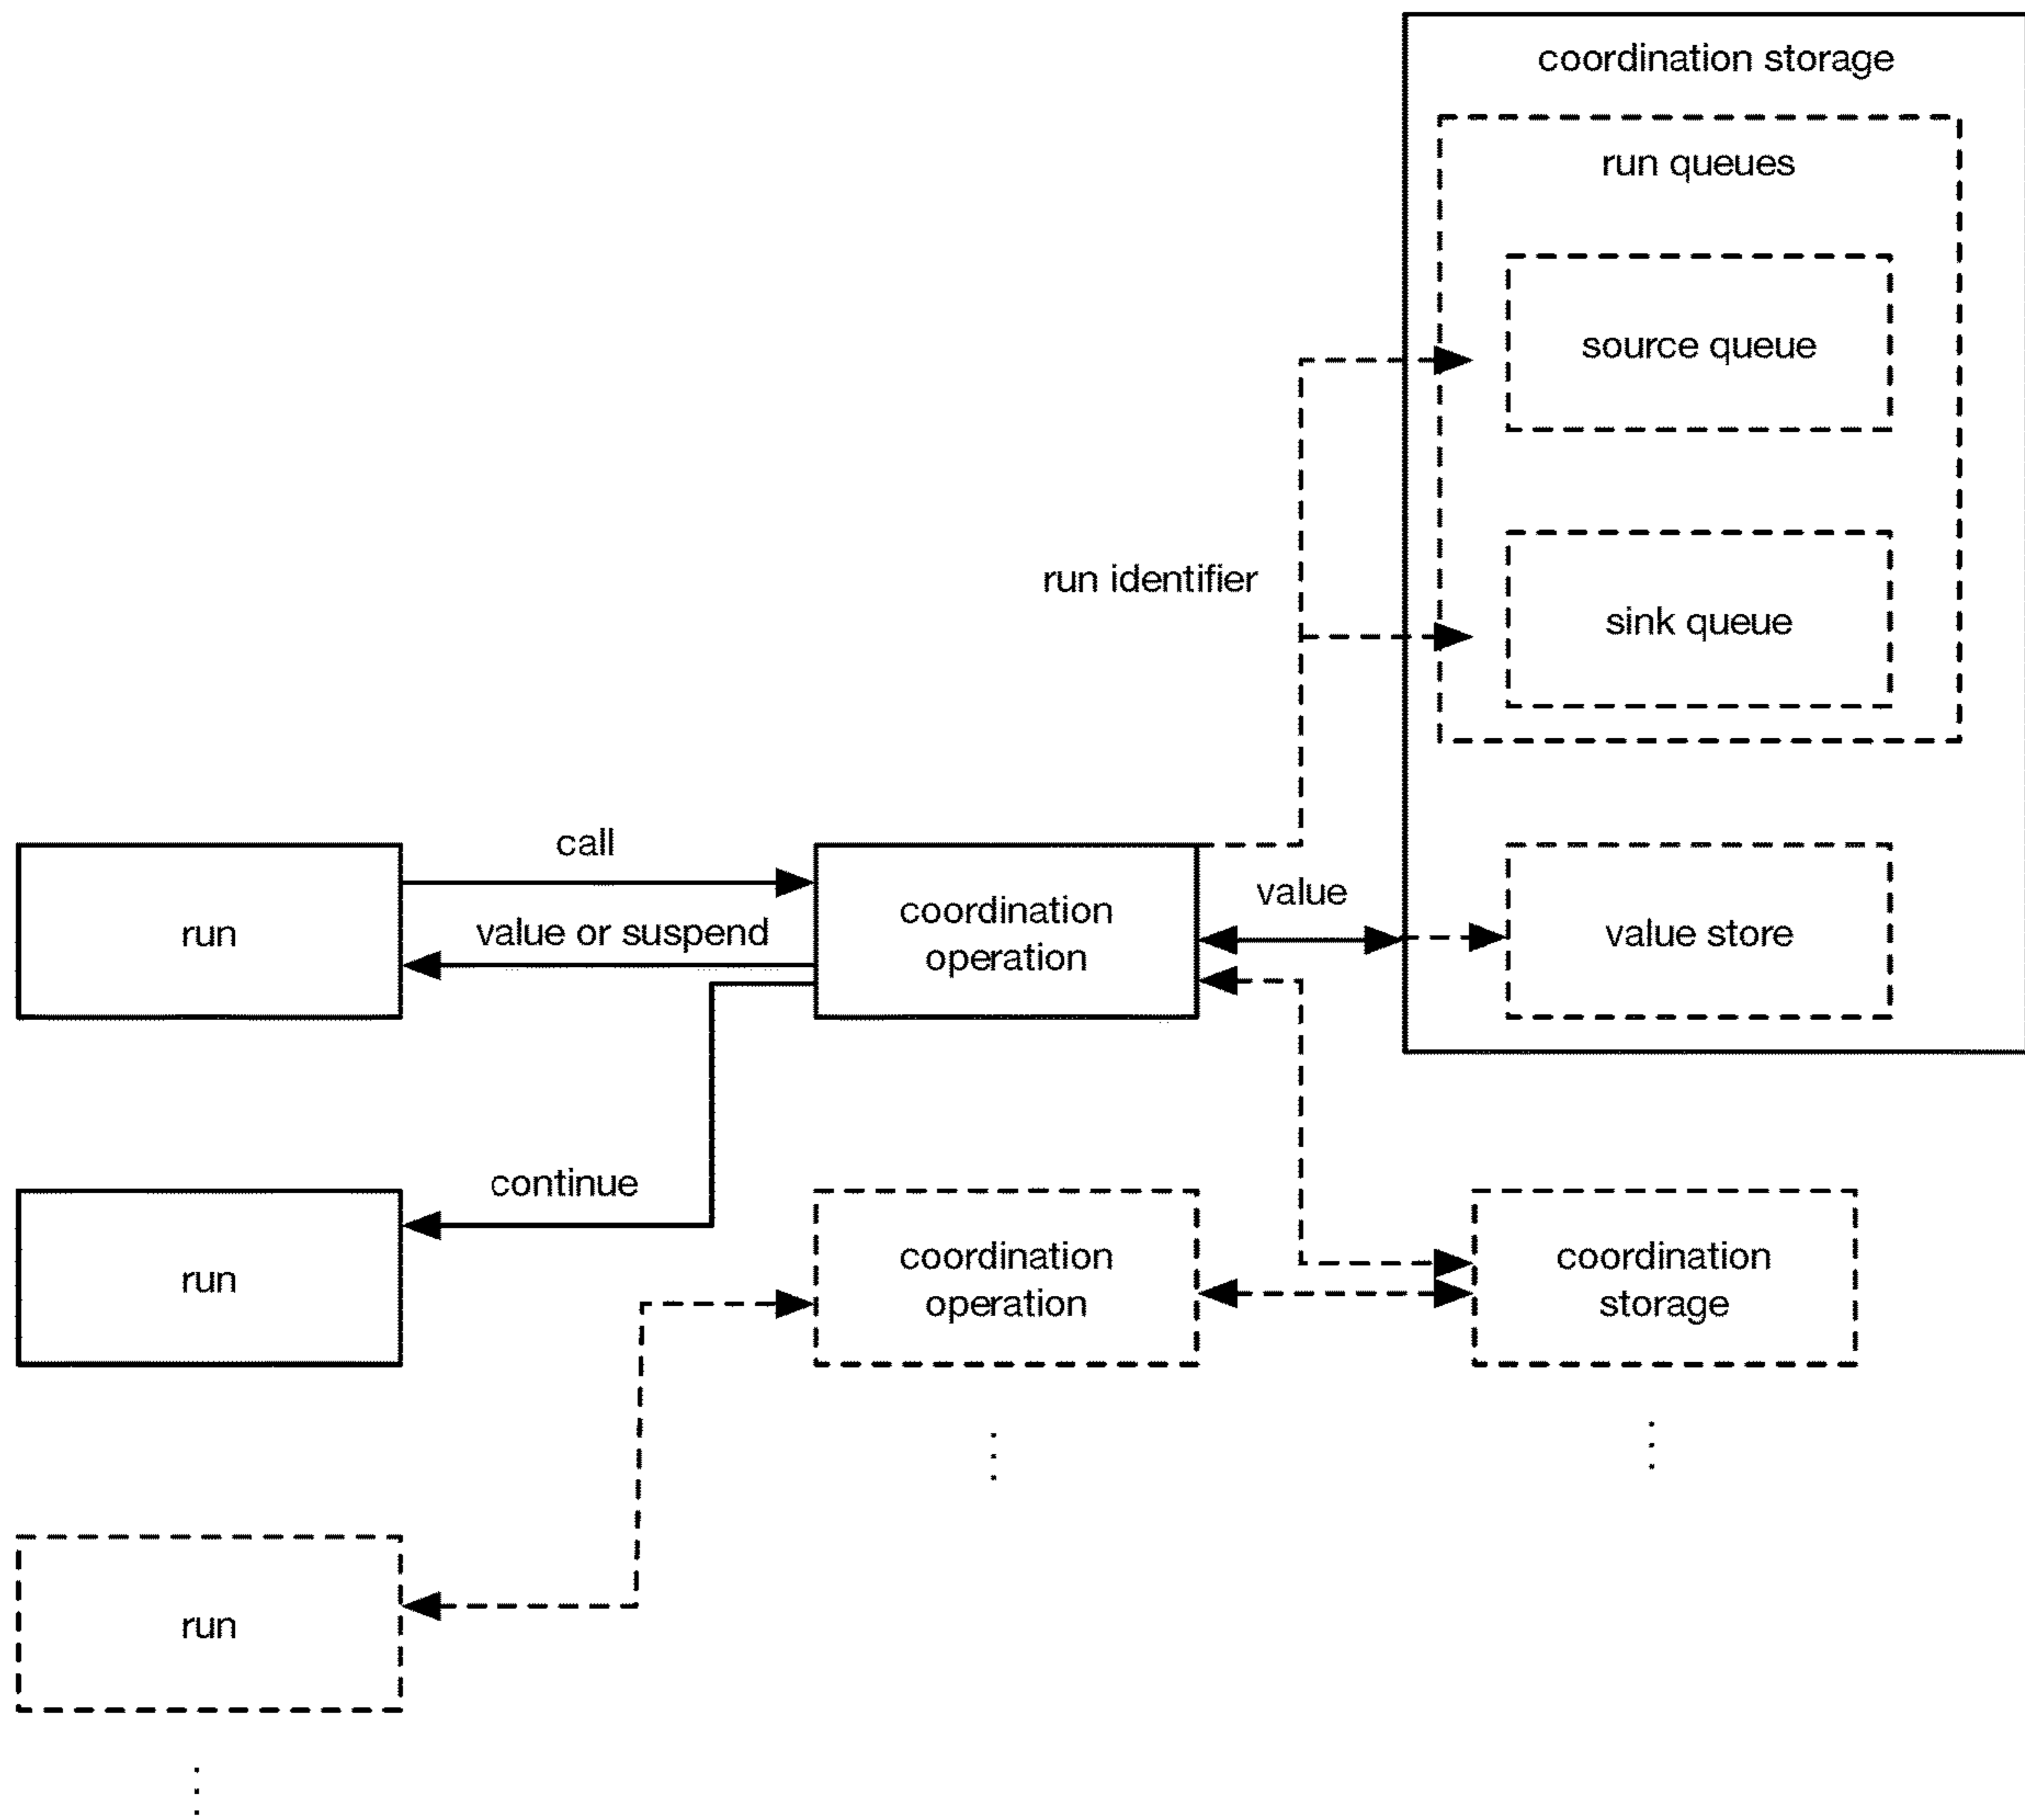 coordination storage
run queues
source queue
run identifier
sink queue
call
run
value or suspend
coordination
operation
value
value store
continue
run
coordination
operation
coordination
storage
run